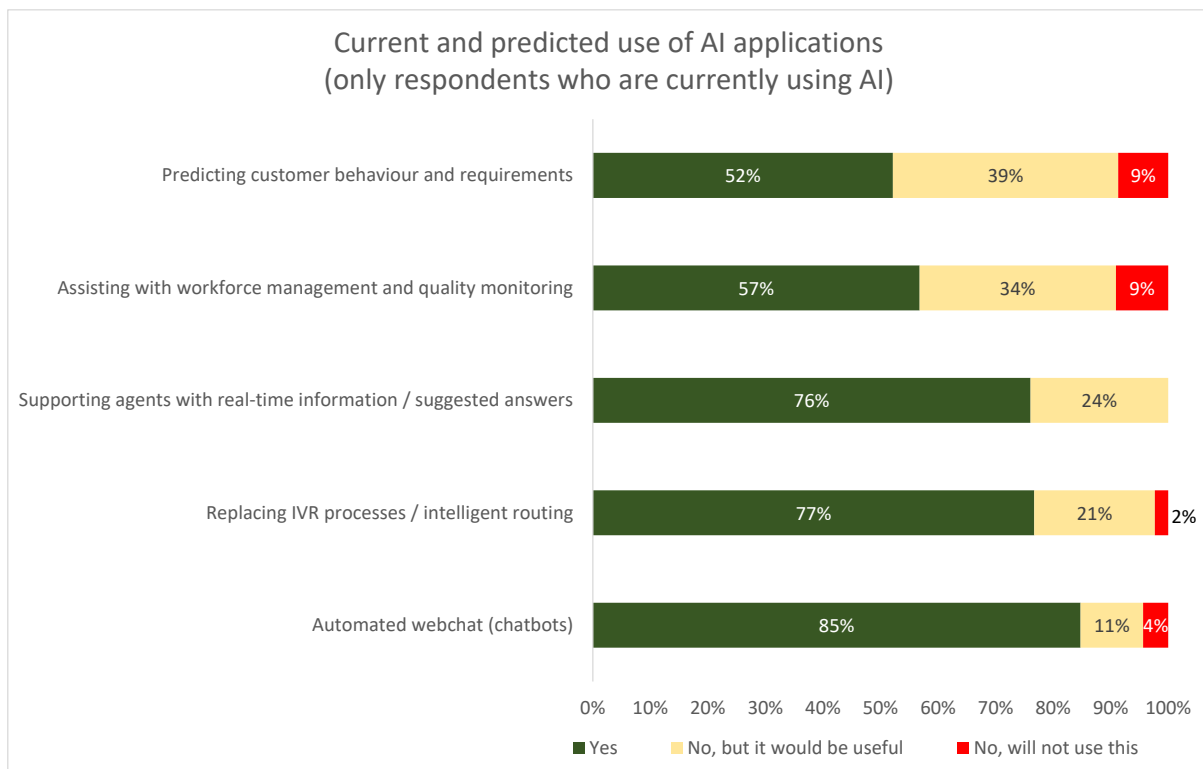 Current and predicted use of AI applications
(only respondents who are currently using AI)
Predicting customer behaviour and requirements
52%
39%
9%
Assisting with workforce management and quality monitoring
57%
34%
9%
Supporting agents with real-time information / suggested answers
76%
24%
Replacing IVR processes / intelligent routing
77%
21%
2%
Automated webchat (chatbots)
85%
11%
4%
0% 10% 20% 30% 40% 50% 60% 70% 80% 90% 100%
Yes No, but it would be useful No, will not use this